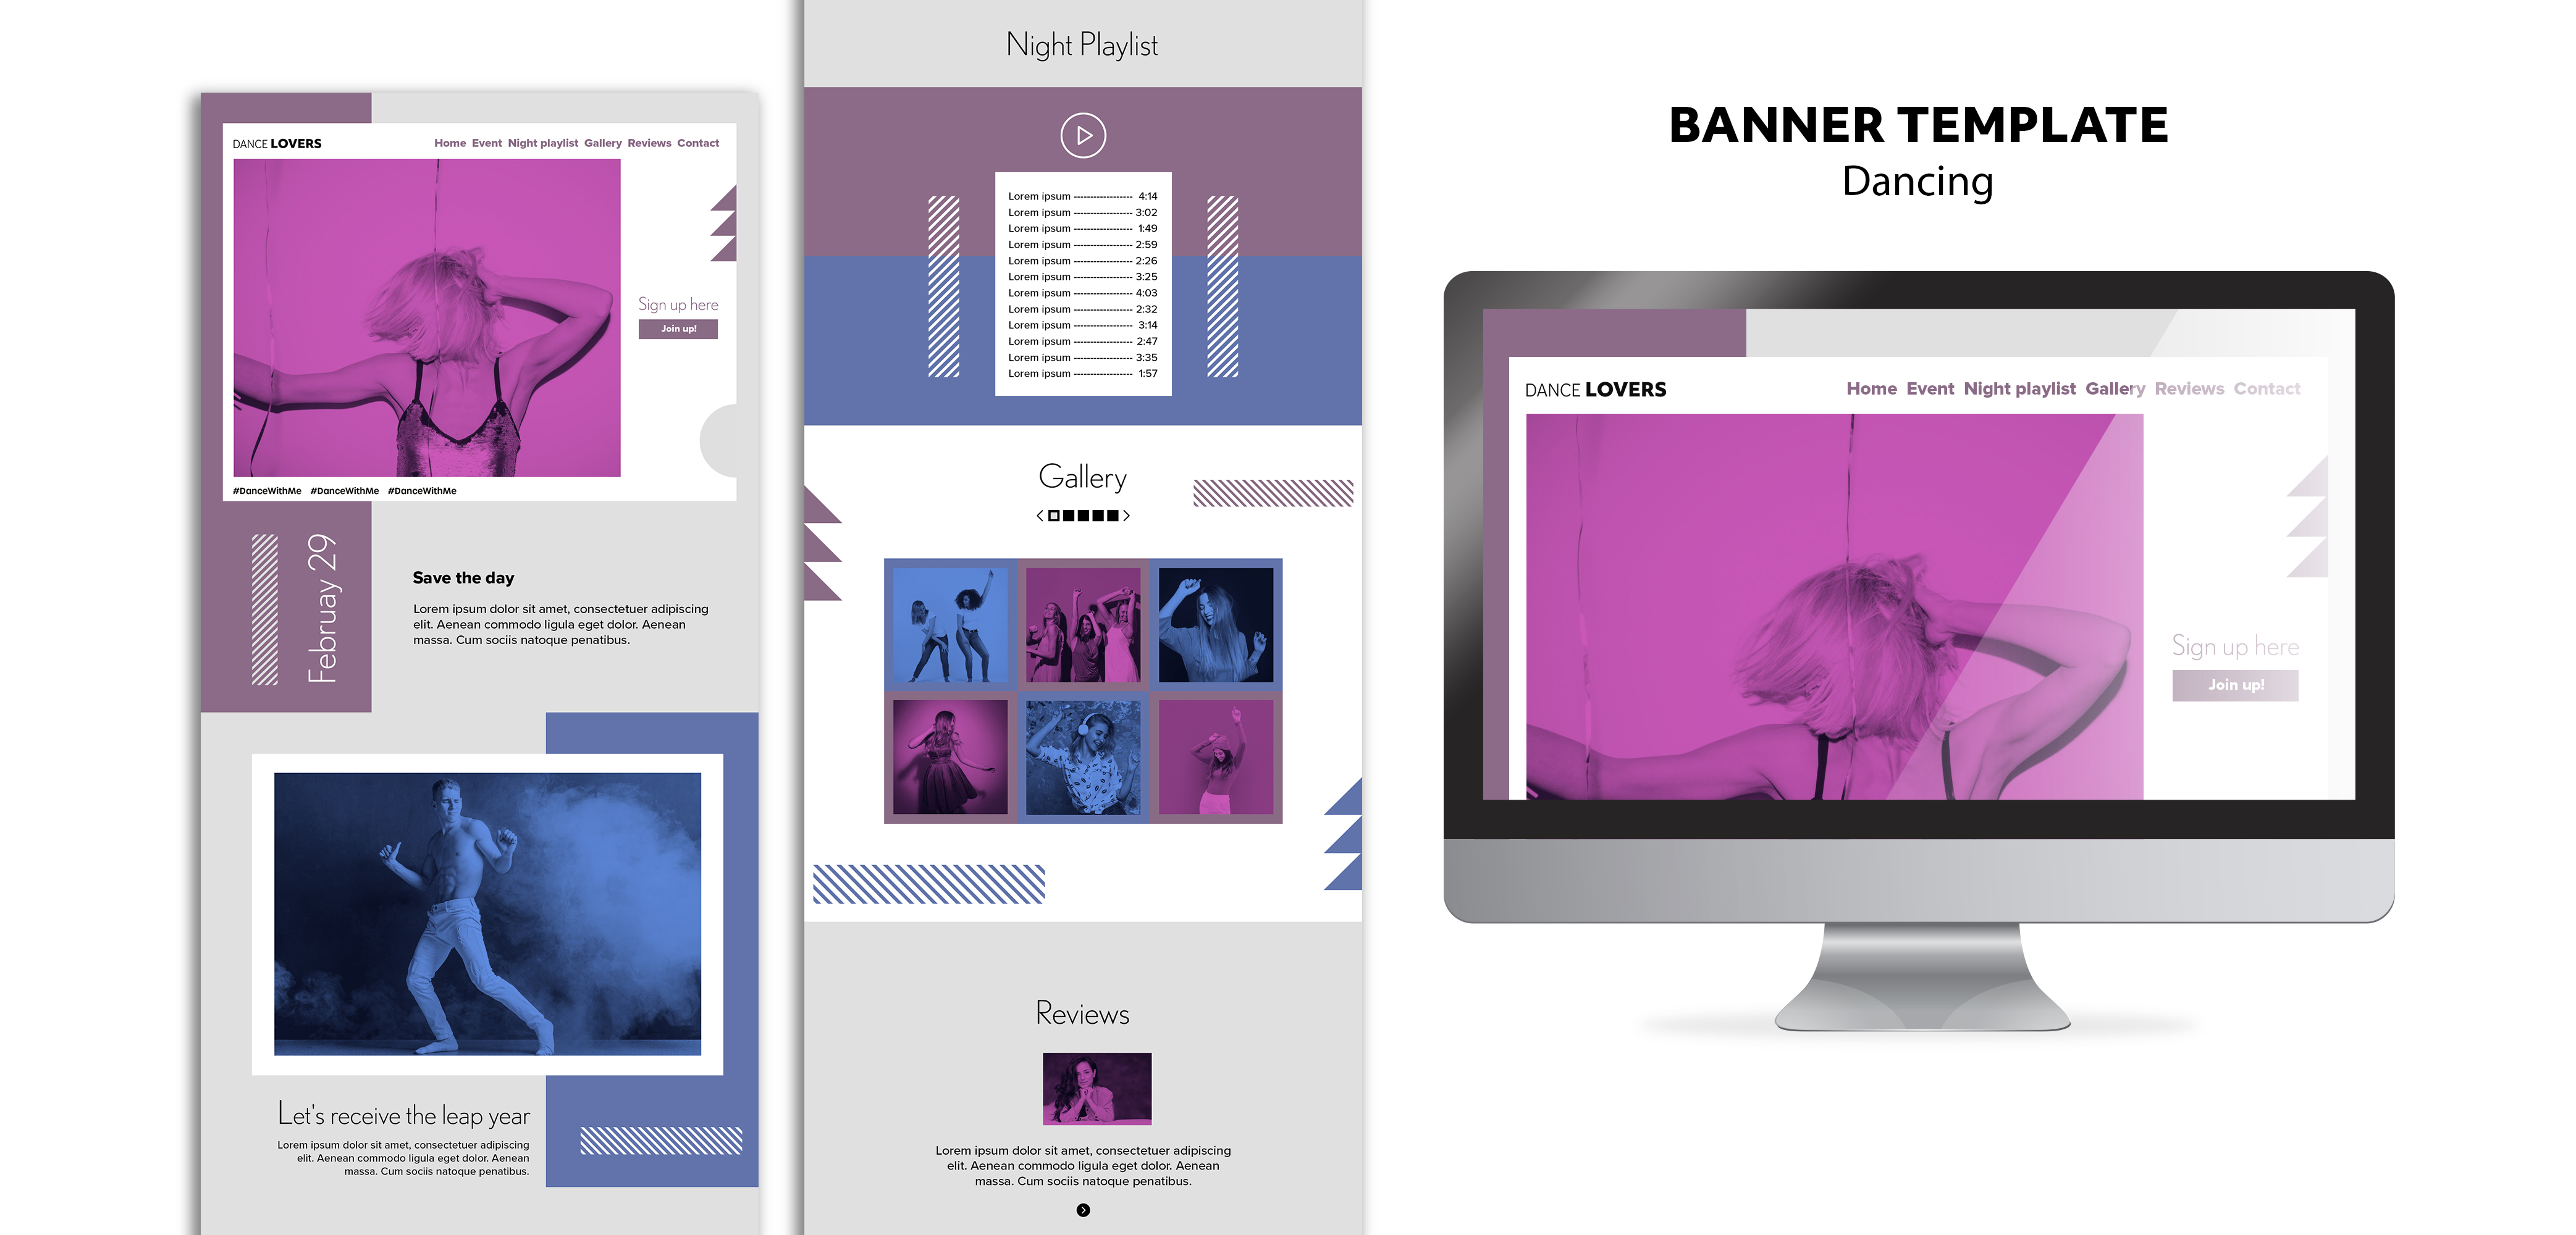 DANCE LOVERS
Home Event Night playlist Gallery Reviews Contact
Sign up here
Join up!
#DanceWithMe #DanceWithMe #DanceWithMe
Februay 29
Save the day
Lorem ipsum dolor sit amet, consectetuer adipiscing
elit. Aenean commodo ligula eget dolor. Aenean
massa. Cum sociis natoque penatibus.
Let's receive the leap year
Lorem ipsum dolor sit amet, consectetuer adipiscing
elit. Aenean commodo ligula eget dolor. Aenean
massa. Cum sociis natoque penatibus.
Night Playlist
Lorem ipsum ------------------ 4:14
Lorem ipsum ------------------ 3:02
Lorem ipsum ------------------ 1:49
Lorem ipsum ------------------ 2:59
Lorem ipsum ------------------ 2:26
Lorem ipsum ------------------ 3:25
Lorem ipsum ------------------ 4:03
Lorem ipsum ------------------ 2:32
Lorem ipsum ------------------ 3:14
Lorem ipsum ------------------ 2:47
Lorem ipsum ------------------ 3:35
Lorem ipsum ------------------ 1:57
Gallery
Reviews
Lorem ipsum dolor sit amet, consectetuer adipiscing
elit. Aenean commodo ligula eget dolor. Aenean
massa. Cum sociis natoque penatibus.
BANNER TEMPLATE
Dancing
DANCE LOVERS
Home Event Night playlist Gallery Reviews Contact
Sign up here
Join up!